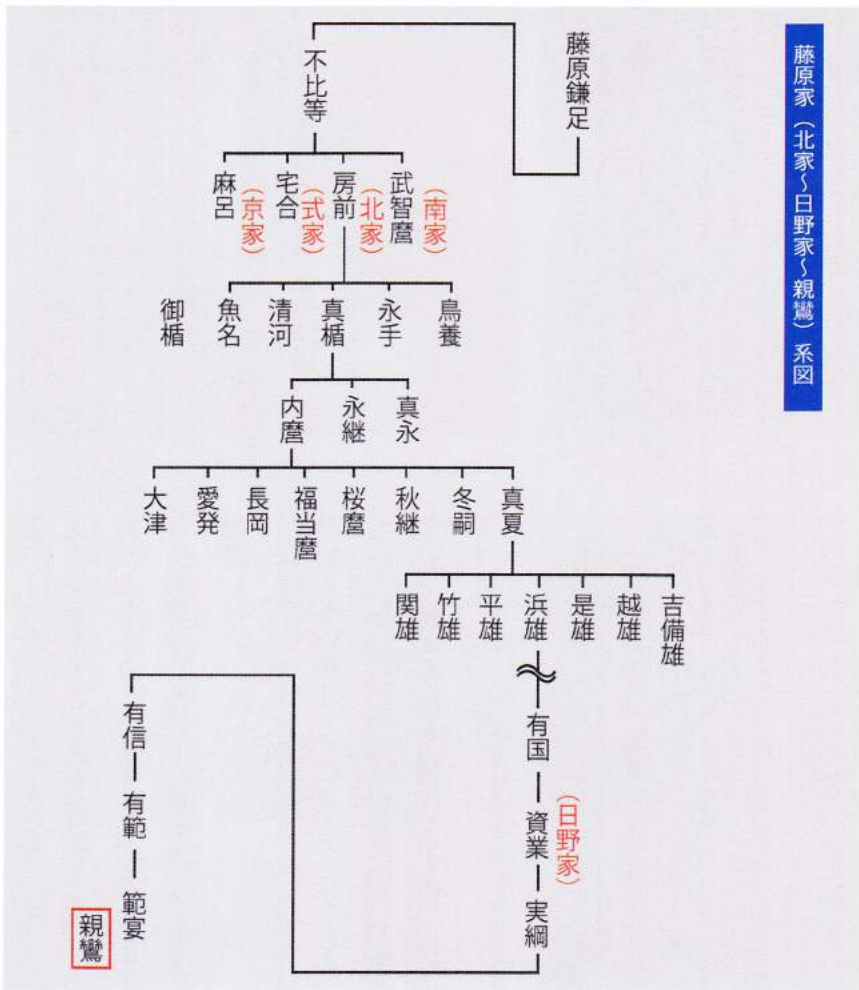 藤原家（北家～日野家～親鸞）系図
藤原鎌足
不比等
武智麿
（南家）
房前
（北家）
宅合
（式家）
麻呂
（京家）
鳥養
永手
真楯
清河
魚名
御楯
真永
永継
内麿
真夏
冬嗣
秋継
桜麿
福当麿
長岡
愛発
大津
吉備雄
越雄
是雄
浜雄
平雄
竹雄
関雄
有国
資業
（日野家）
実綱
有信
有範
範宴
親鸞